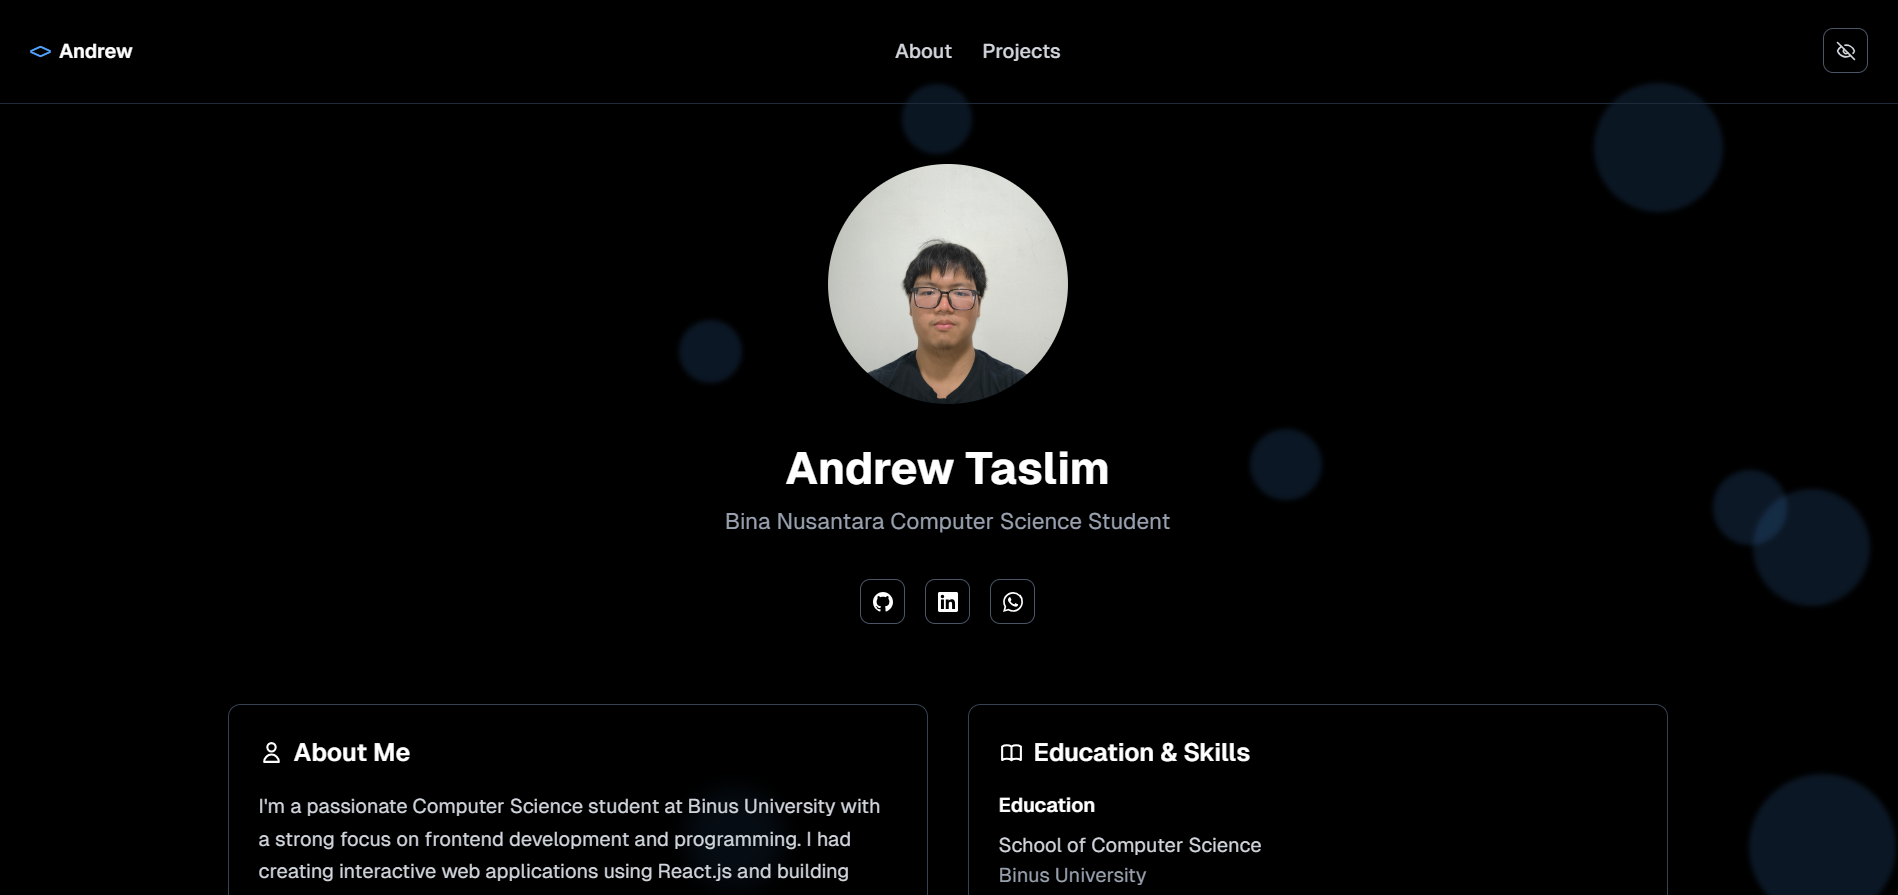 Andrew
About
Projects
Andrew Taslim
Bina Nusantara Computer Science Student
About Me
I'm a passionate Computer Science student at Binus University with
a strong focus on frontend development and programming. I had
creating interactive web applications using React.js and building
Education & Skills
Education
School of Computer Science
Binus University